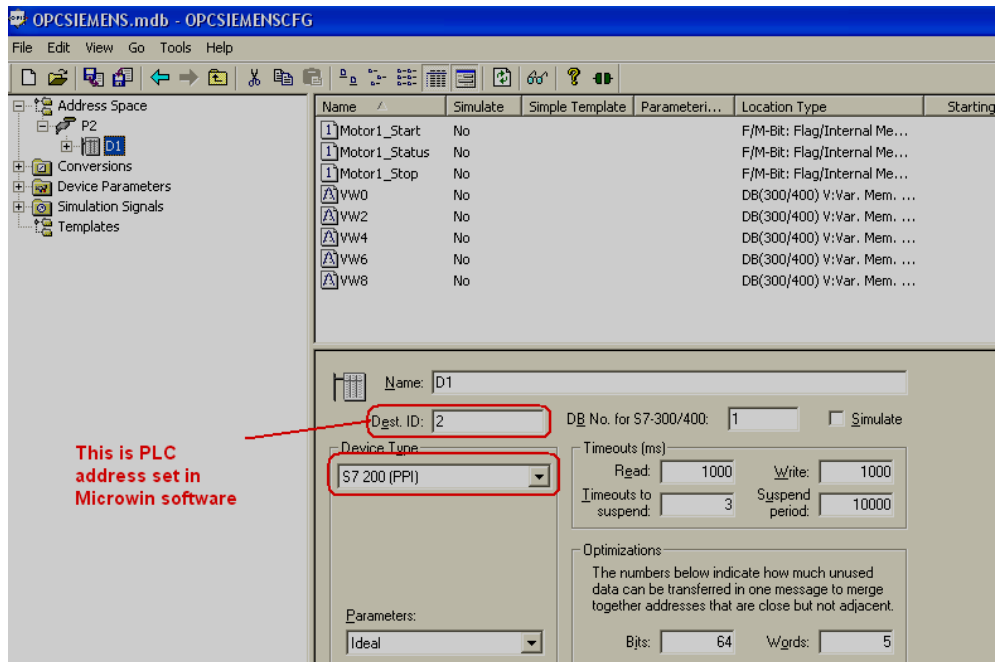 OPCSIEMENS.mdb - OPCSIEMENSCFG
File Edit View Go Tools Help
Address Space
P2
D1
Conversions
Device Parameters
Simulation Signals
Templates
Name Simulate Simple Template Parameteri... Location Type Starting
Motor1_Start No F/M-Bit: Flag/Internal Me...
Motor1_Status No F/M-Bit: Flag/Internal Me...
Motor1_Stop No F/M-Bit: Flag/Internal Me...
VW0 No DB(300/400) V:Var. Mem. ...
VW2 No DB(300/400) V:Var. Mem. ...
VW4 No DB(300/400) V:Var. Mem. ...
VW6 No DB(300/400) V:Var. Mem. ...
VW8 No DB(300/400) V:Var. Mem. ...
Name: D1
Dest. ID: 2 DB No. for S7-300/400: 1 Simulate
This is PLC
address set in
Microwin software
Device Type
S7 200 (PPI)
Parameters:
Ideal
Timeouts (ms)
Read: 1000 Write: 1000
Timeouts to suspend: 3 Suspend period: 10000
Optimizations
The numbers below indicate how much unused
data can be transferred in one message to merge
together addresses that are close but not adjacent.
Bits: 64 Words: 5